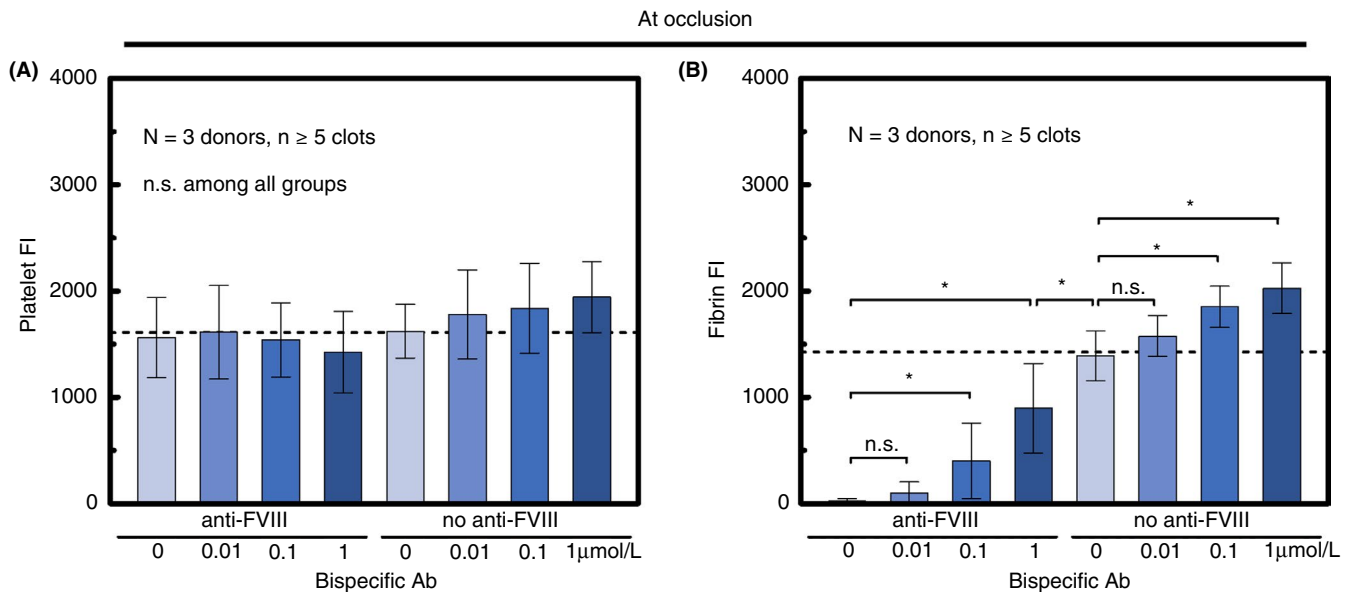 At occlusion
(A)
4000
3000
2000
1000
0
Platelet FI
N = 3 donors, n ≥ 5 clots
n.s. among all groups
anti-FVIII no anti-FVIII
0 0.01 0.1 1 0 0.01 0.1 1μmol/L
Bispecific Ab
(B)
4000
3000
2000
1000
0
Fibrin FI
N = 3 donors, n ≥ 5 clots
*
*
* *
n.s.
*
n.s.
anti-FVIII no anti-FVIII
0 0.01 0.1 1 0 0.01 0.1 1μmol/L
Bispecific Ab